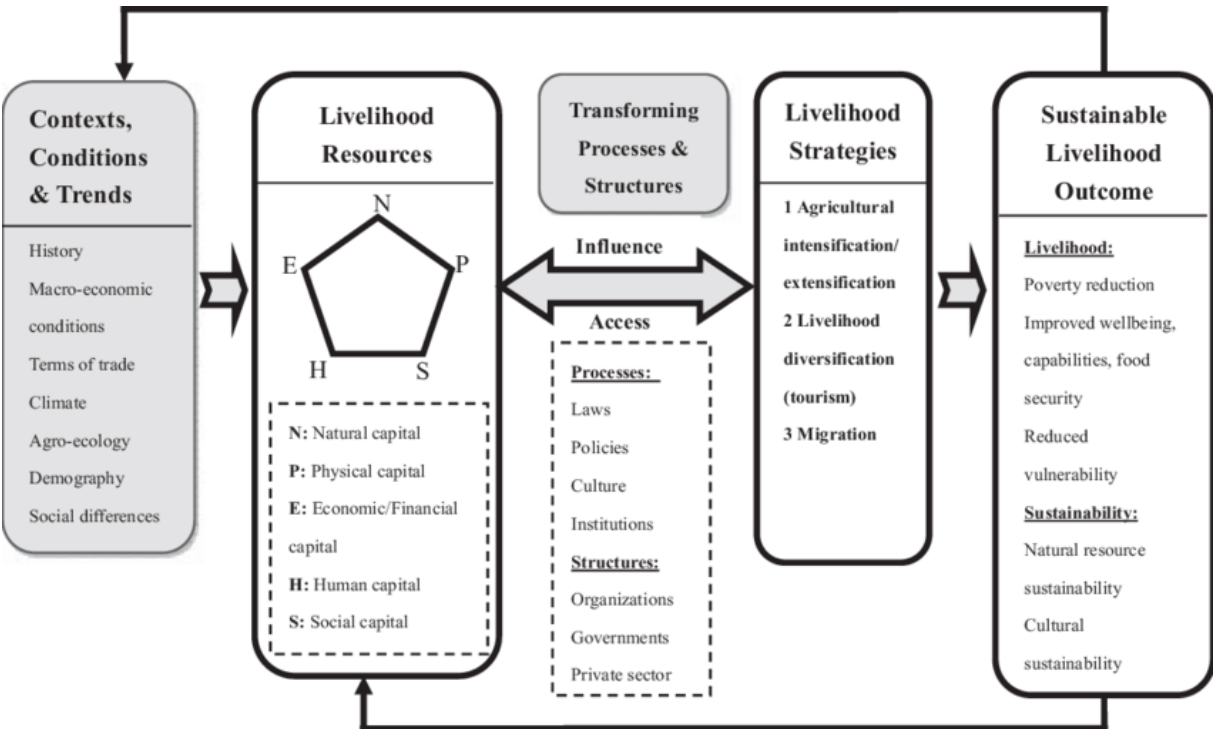 Contexts,
Conditions
& Trends
History
Macro-economic
conditions
Terms of trade
Climate
Agro-ecology
Demography
Social differences
Livelihood
Resources
N
E
P
H
S
N: Natural capital
P: Physical capital
E: Economic/Financial
capital
H: Human capital
S: Social capital
Transforming
Processes &
Structures
Influence
Access
Processes:
Laws
Policies
Culture
Institutions
Structures:
Organizations
Governments
Private sector
Livelihood
Strategies
1 Agricultural
intensification/
extensification
2 Livelihood
diversification
(tourism)
3 Migration
Sustainable
Livelihood
Outcome
Livelihood:
Poverty reduction
Improved wellbeing,
capabilities, food
security
Reduced
vulnerability
Sustainability:
Natural resource
sustainability
Cultural
sustainability